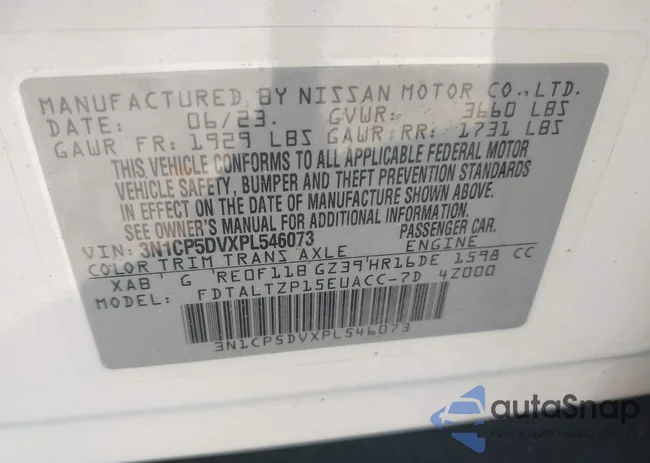 MANUFACTURED BY NISSAN MOTOR CO.,LTD.
DATE: 06/23. GVWR: 3660 LBS
GAWR FR: 1929 LBS GAWR RR: 1731 LBS
THIS VEHICLE CONFORMS TO ALL APPLICABLE FEDERAL MOTOR
VEHICLE SAFETY, BUMPER AND THEFT PREVENTION STANDARDS
IN EFFECT ON THE DATE OF MANUFACTURE SHOWN ABOVE.
SEE OWNER'S MANUAL FOR ADDITIONAL INFORMATION.
VIN: 3N1CP5DVXPL546073 PASSENGER CAR.
COLOR TRIM TRANS AXLE ENGINE
XAB G RE0F11B GZ39 HR16DE 1598 CC
MODEL: FDTALTZP15EUACC-7D 4Z000
3N1CP5DVXPL546073
autoSnap